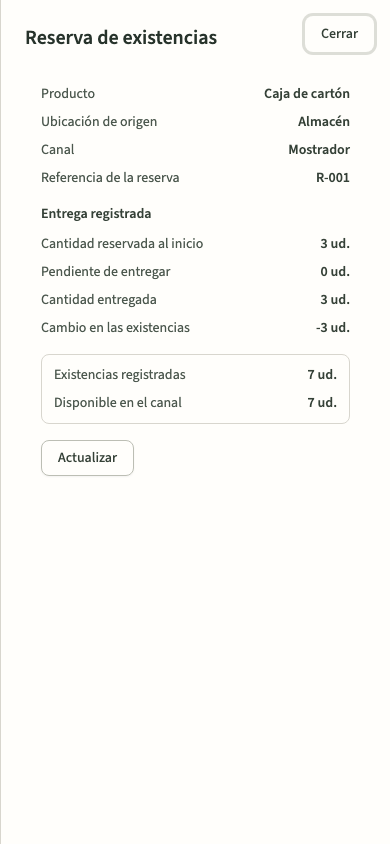 Reserva de existencias
Cerrar
Producto Caja de cartón
Ubicación de origen Almacén
Canal Mostrador
Referencia de la reserva R-001
Entrega registrada
Cantidad reservada al inicio 3 ud.
Pendiente de entregar 0 ud.
Cantidad entregada 3 ud.
Cambio en las existencias -3 ud.
Existencias registradas 7 ud.
Disponible en el canal 7 ud.
Actualizar